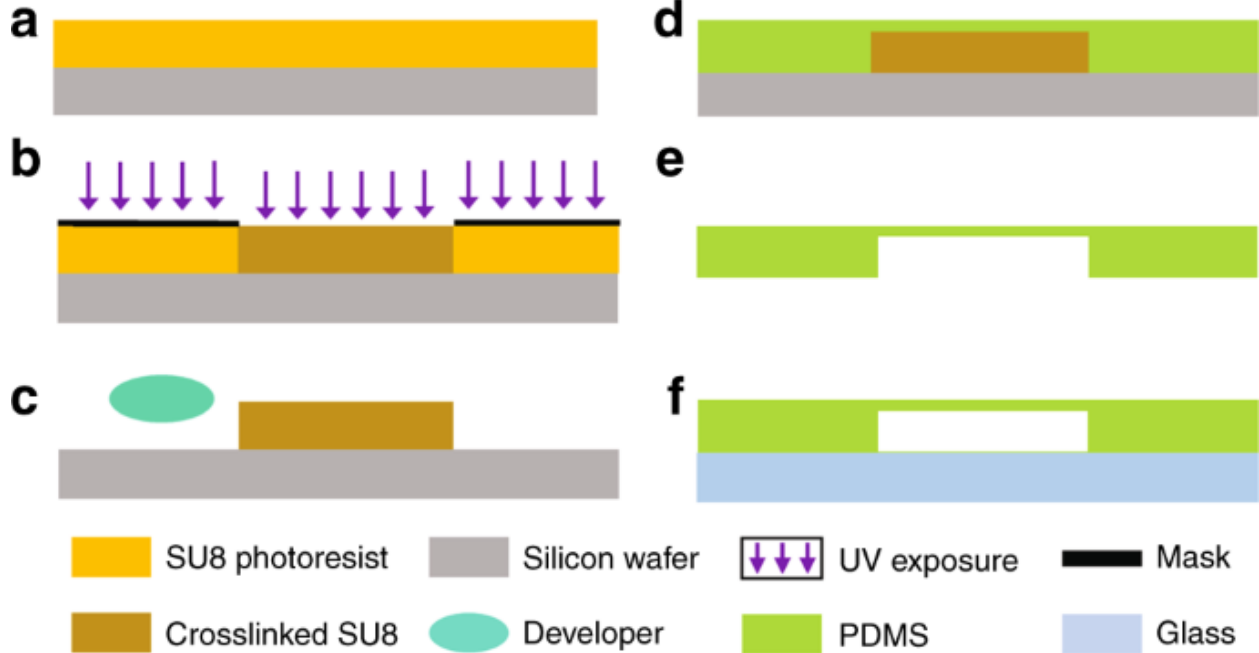 a
d
b
e
c
f
SU8 photoresist
Silicon wafer
UV exposure
Mask
Crosslinked SU8
Developer
PDMS
Glass